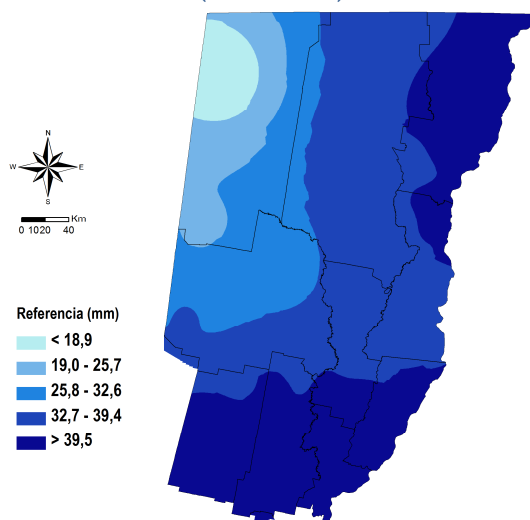 N
W E
S
Km
0 1020 40
Referencia (mm)
< 18,9
19,0 - 25,7
25,8 - 32,6
32,7 - 39,4
> 39,5